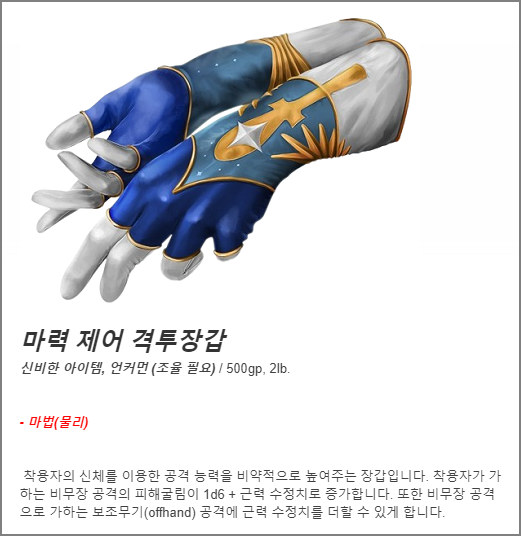 마력 제어 격투장갑
신비한 아이템, 언커먼 (조율 필요) / 500gp, 2lb.
- 마법(물리)
착용자의 신체를 이용한 공격 능력을 비약적으로 높여주는 장갑입니다. 착용자가 가
하는 비무장 공격의 피해굴림이 1d6 + 근력 수정치로 증가합니다. 또한 비무장 공격
으로 가하는 보조무기(offhand) 공격에 근력 수정치를 더할 수 있게 합니다.